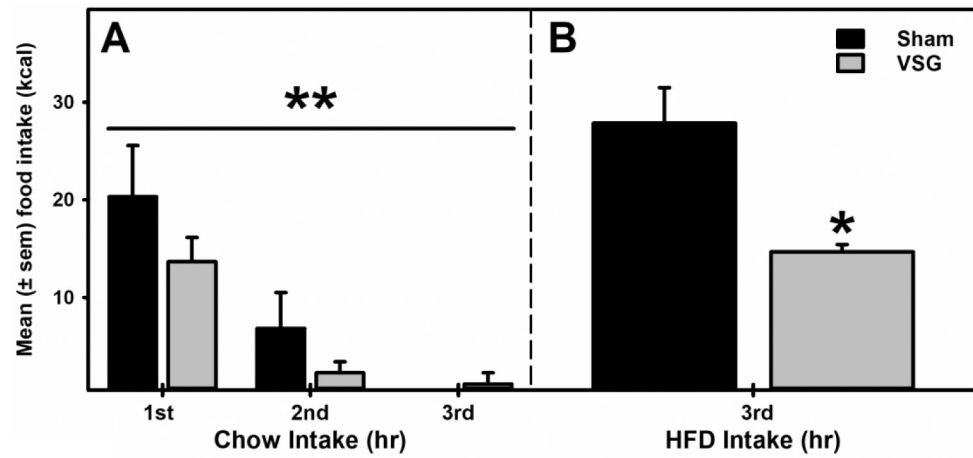 A
B
Sham
VSG
**
*
Mean (± sem) food intake (kcal)
30
20
10
1st
2nd
3rd
3rd
Chow Intake (hr)
HFD Intake (hr)